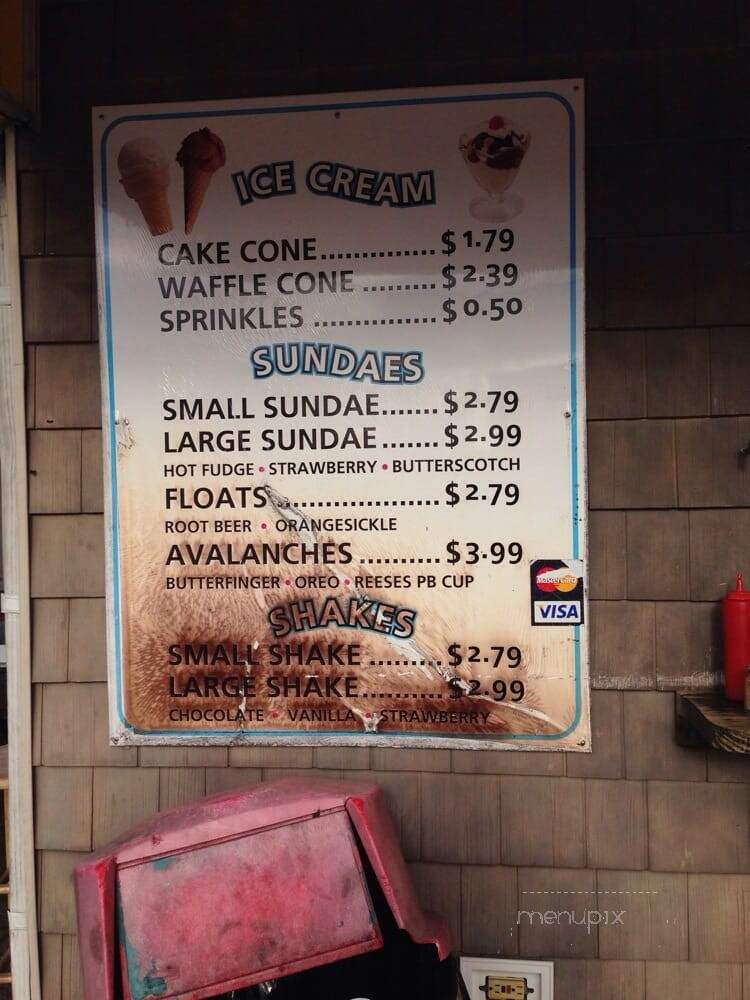 ICE CREAM
CAKE CONE..............$1.79
WAFFLE CONE .........$2.39
SPRINKLES ...............$0.50
SUNDAES
SMALL SUNDAE.......$2.79
LARGE SUNDAE.......$2.99
HOT FUDGE • STRAWBERRY • BUTTERSCOTCH
FLOATS....................$2.79
ROOT BEER • ORANGESICKLE
AVALANCHES ..........$3.99
BUTTERFINGER • OREO • REESES PB CUP
MasterCard
VISA
SHAKES
SMALL SHAKE .........$2.79
LARGE SHAKE..........$2.99
CHOCOLATE • VANILLA • STRAWBERRY
menupix